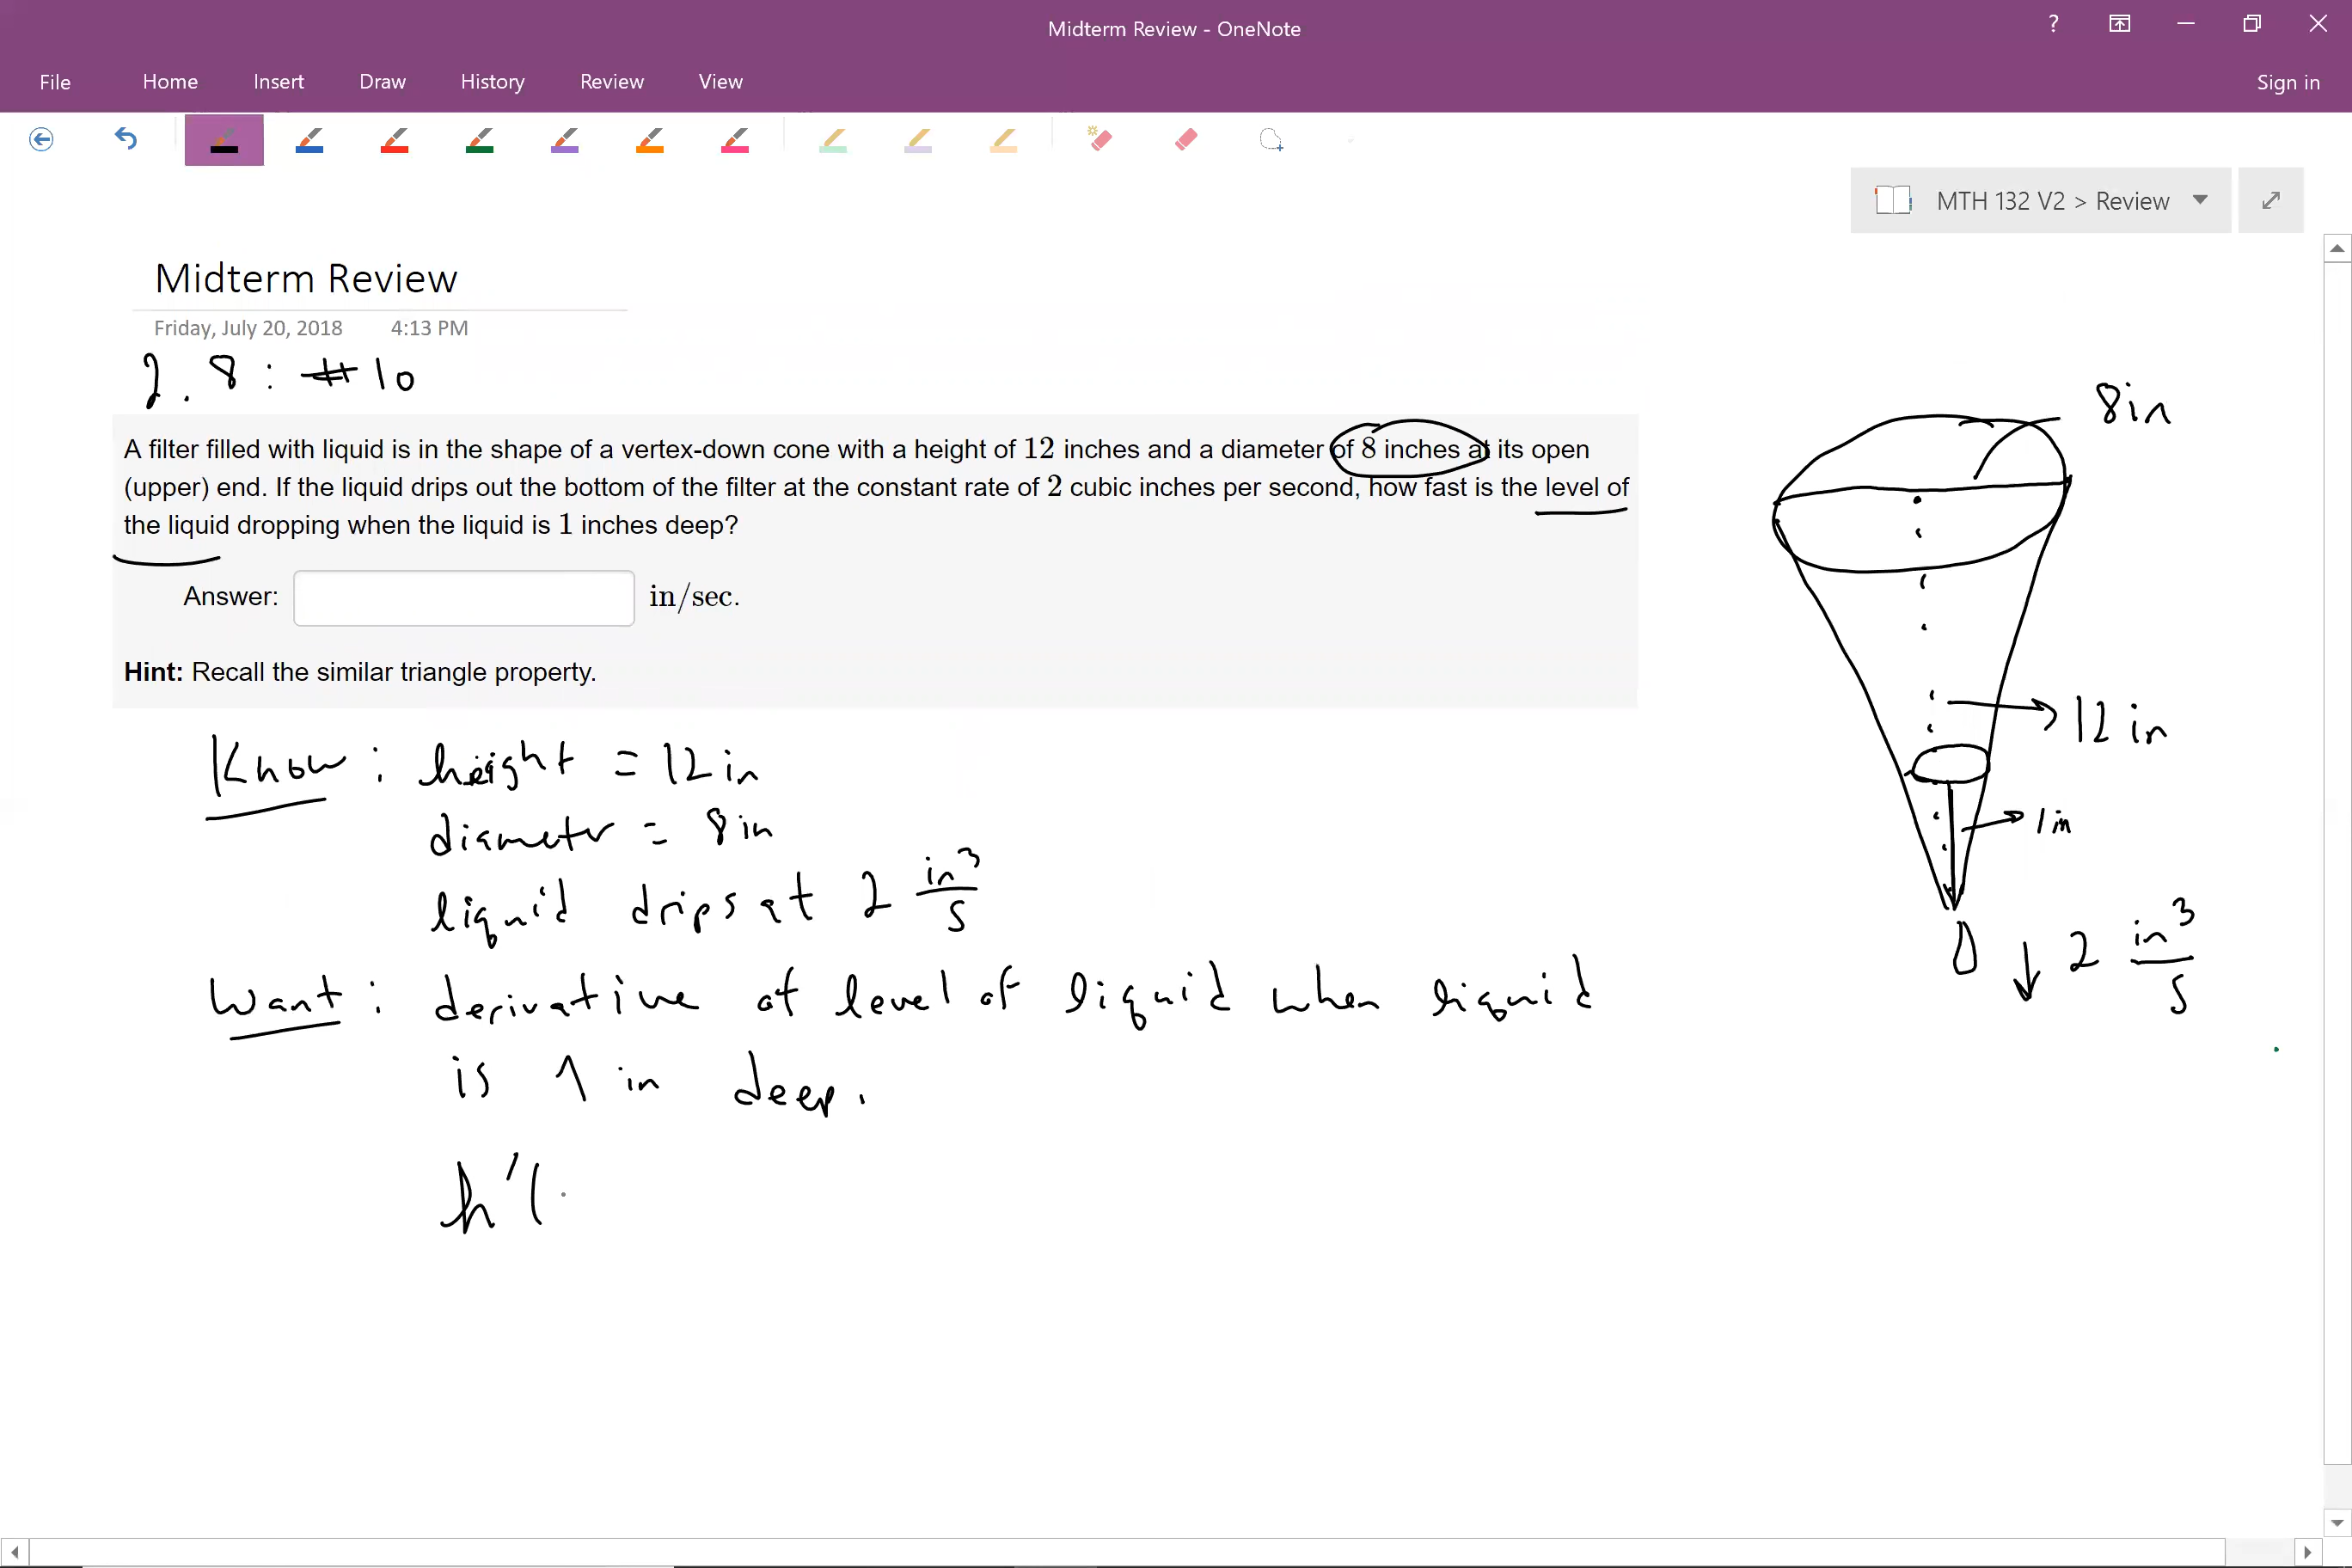 Midterm Review - OneNote
?
File Home Insert Draw History Review View
Sign in
MTH 132 V2 > Review
Midterm Review
Friday, July 20, 2018 4:13 PM
2.8: #10
A filter filled with liquid is in the shape of a vertex-down cone with a height of 12 inches and a diameter of 8 inches at its open
(upper) end. If the liquid drips out the bottom of the filter at the constant rate of 2 cubic inches per second, how fast is the level of
the liquid dropping when the liquid is 1 inches deep?
Answer: in/sec.
Hint: Recall the similar triangle property.
8in
12 in
1in
↓ 2 in³/s
Know: height = 12 in
diameter = 8 in
liquid drips at 2 in³/s
Want: derivative of level of liquid when liquid
is 1 in deep.
h'(